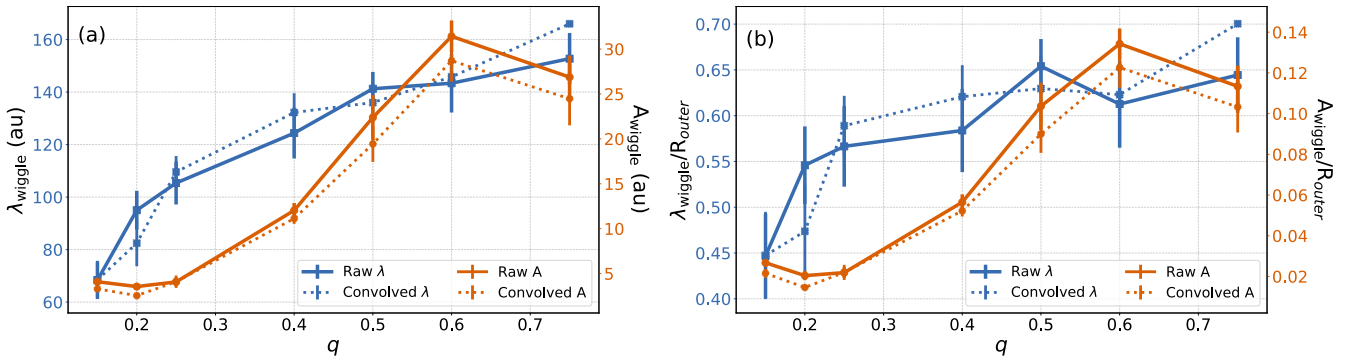 (a)
λwiggle (au)
160
140
120
100
80
60
0.2
0.3
0.4
0.5
0.6
0.7
q
30
25
20
15
10
5
Awiggle (au)
Raw λ
Convolved λ
Raw A
Convolved A
(b)
λwiggle/Rrouter
0.70
0.65
0.60
0.55
0.50
0.45
0.40
0.2
0.3
0.4
0.5
0.6
0.7
q
0.14
0.12
0.10
0.08
0.06
0.04
0.02
Awiggle/Rrouter
Raw λ
Convolved λ
Raw A
Convolved A